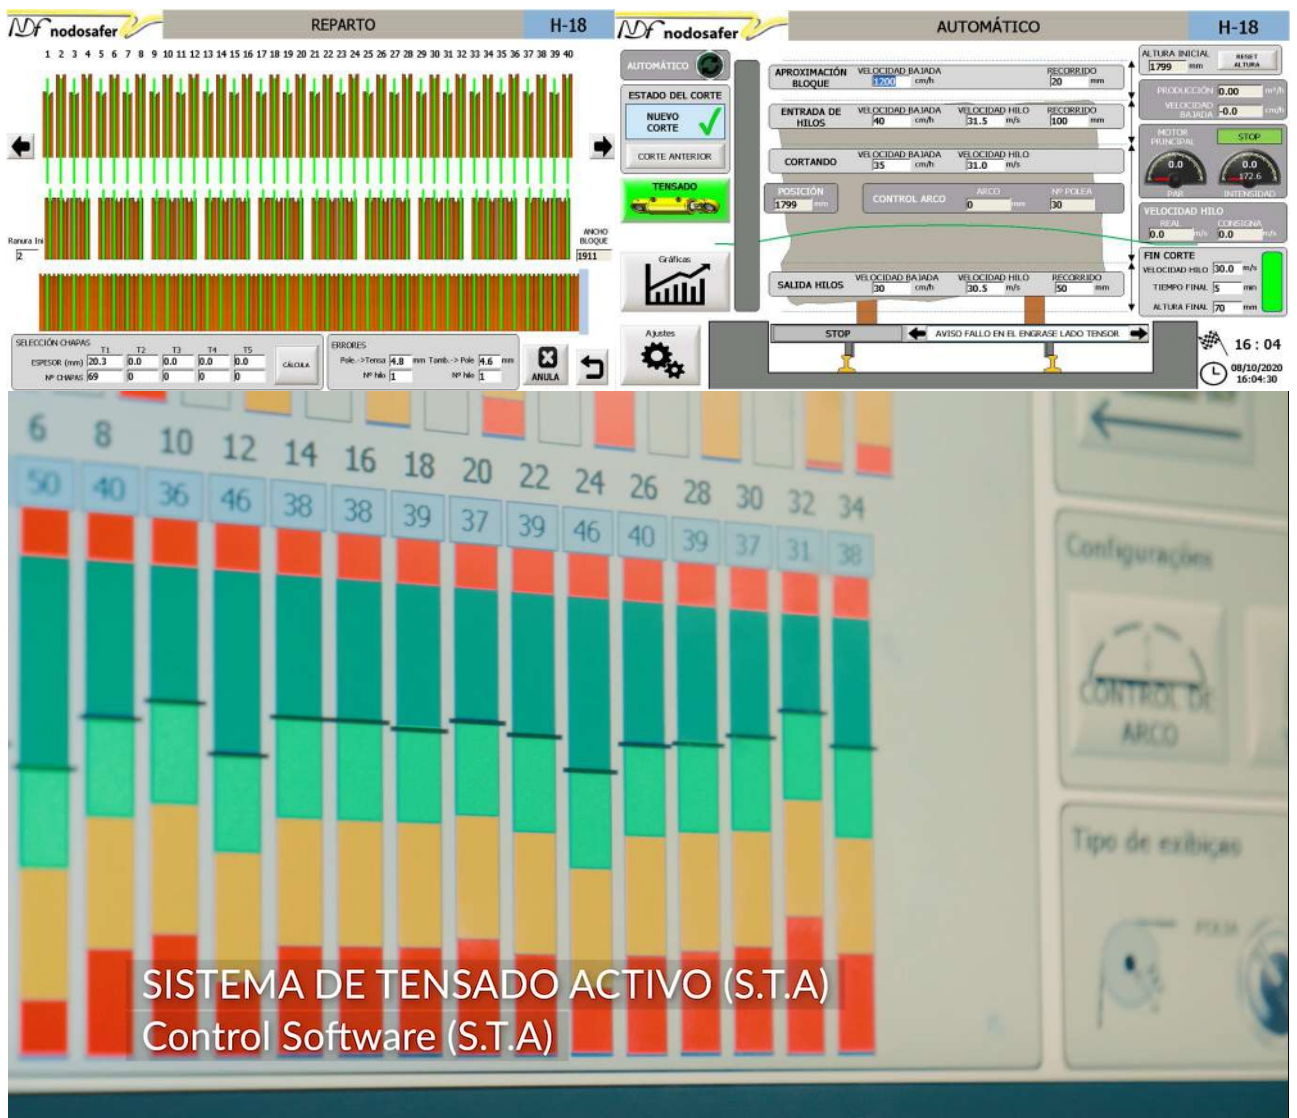 nodosafer
REPARTO
H-18
1 2 3 4 5 6 7 8 9 10 11 12 13 14 15 16 17 18 19 20 21 22 23 24 25 26 27 28 29 30 31 32 33 34 35 36 37 38 39 40
Ranura Ini
2
ANCHO
BLOQUE
1911
SELECCIÓN CHAPAS
T1 T2 T3 T4 T5
ESPESOR (mm) 20.3 0.0 0.0 0.0 0.0
Nº CHAPAS 69 0 0 0 0
CALCULA
ERRORES
Pole.->Tensa 4.8 mm Tamb.-> Pole 4.6 mm
Nº hilo 1 Nº hilo 1
ANULA
nodosafer
AUTOMÁTICO
H-18
AUTOMÁTICO
ESTADO DEL CORTE
NUEVO
CORTE
CORTE ANTERIOR
TENSADO
Gráficas
Ajustes
APROXIMACIÓN
BLOQUE
VELOCIDAD BAJADA
1200 cm/h
RECORRIDO
20 mm
ENTRADA DE
HILOS
VELOCIDAD BAJADA
40 cm/h
VELOCIDAD HILO
31.5 m/s
RECORRIDO
100 mm
CORTANDO
VELOCIDAD BAJADA
35 cm/h
VELOCIDAD HILO
31.0 m/s
POSICIÓN
1799 mm
CONTROL ARCO
ARCO
0 mm
Nº POLEA
30
SALIDA HILOS
VELOCIDAD BAJADA
30 cm/h
VELOCIDAD HILO
30.5 m/s
RECORRIDO
50 mm
STOP
AVISO FALLO EN EL ENGRASE LADO TENSOR
ALTURA INICIAL
1799 mm
RESET
ALTURA
PRODUCCIÓN 0.00 m²/h
VELOCIDAD
BAJADA -0.0 cm/h
MOTOR
PRINCIPAL
STOP
0.0
PAR
0.0
172.6
INTENSIDAD
VELOCIDAD HILO
REAL CONSIGNA
0.0 m/s 0.0 m/s
FIN CORTE
VELOCIDAD HILO 30.0 m/s
TIEMPO FINAL 5 min
ALTURA FINAL 70 mm
16 : 04
08/10/2020
16:04:30
6 8 10 12 14 16 18 20 22 24 26 28 30 32 34
50 40 36 46 38 38 39 37 39 46 40 39 37 31 38
Configurações
CONTROL DE
ARCO
Tipo de exibiçao
POLIA
SISTEMA DE TENSADO ACTIVO (S.T.A)
Control Software (S.T.A)